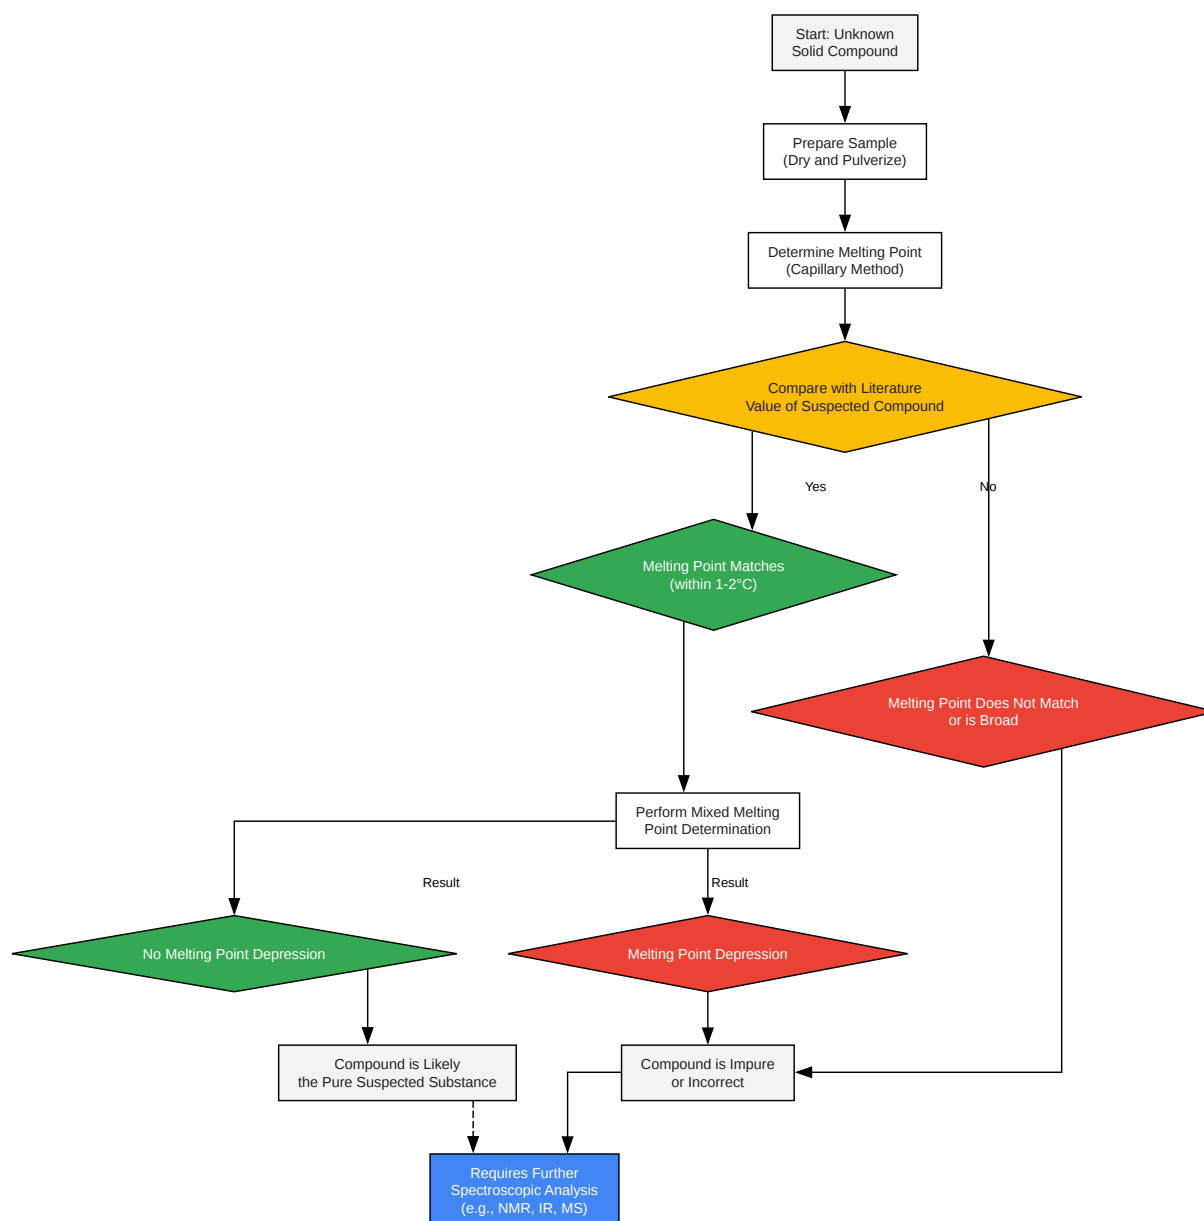 Start: Unknown
Solid Compound
Prepare Sample
(Dry and Pulverize)
Determine Melting Point
(Capillary Method)
Compare with Literature
Value of Suspected Compound
Yes
No
Melting Point Matches
(within 1-2°C)
Melting Point Does Not Match
or is Broad
Perform Mixed Melting
Point Determination
Result
Result
No Melting Point Depression
Melting Point Depression
Compound is Likely
the Pure Suspected Substance
Compound is Impure
or Incorrect
Requires Further
Spectroscopic Analysis
(e.g., NMR, IR, MS)